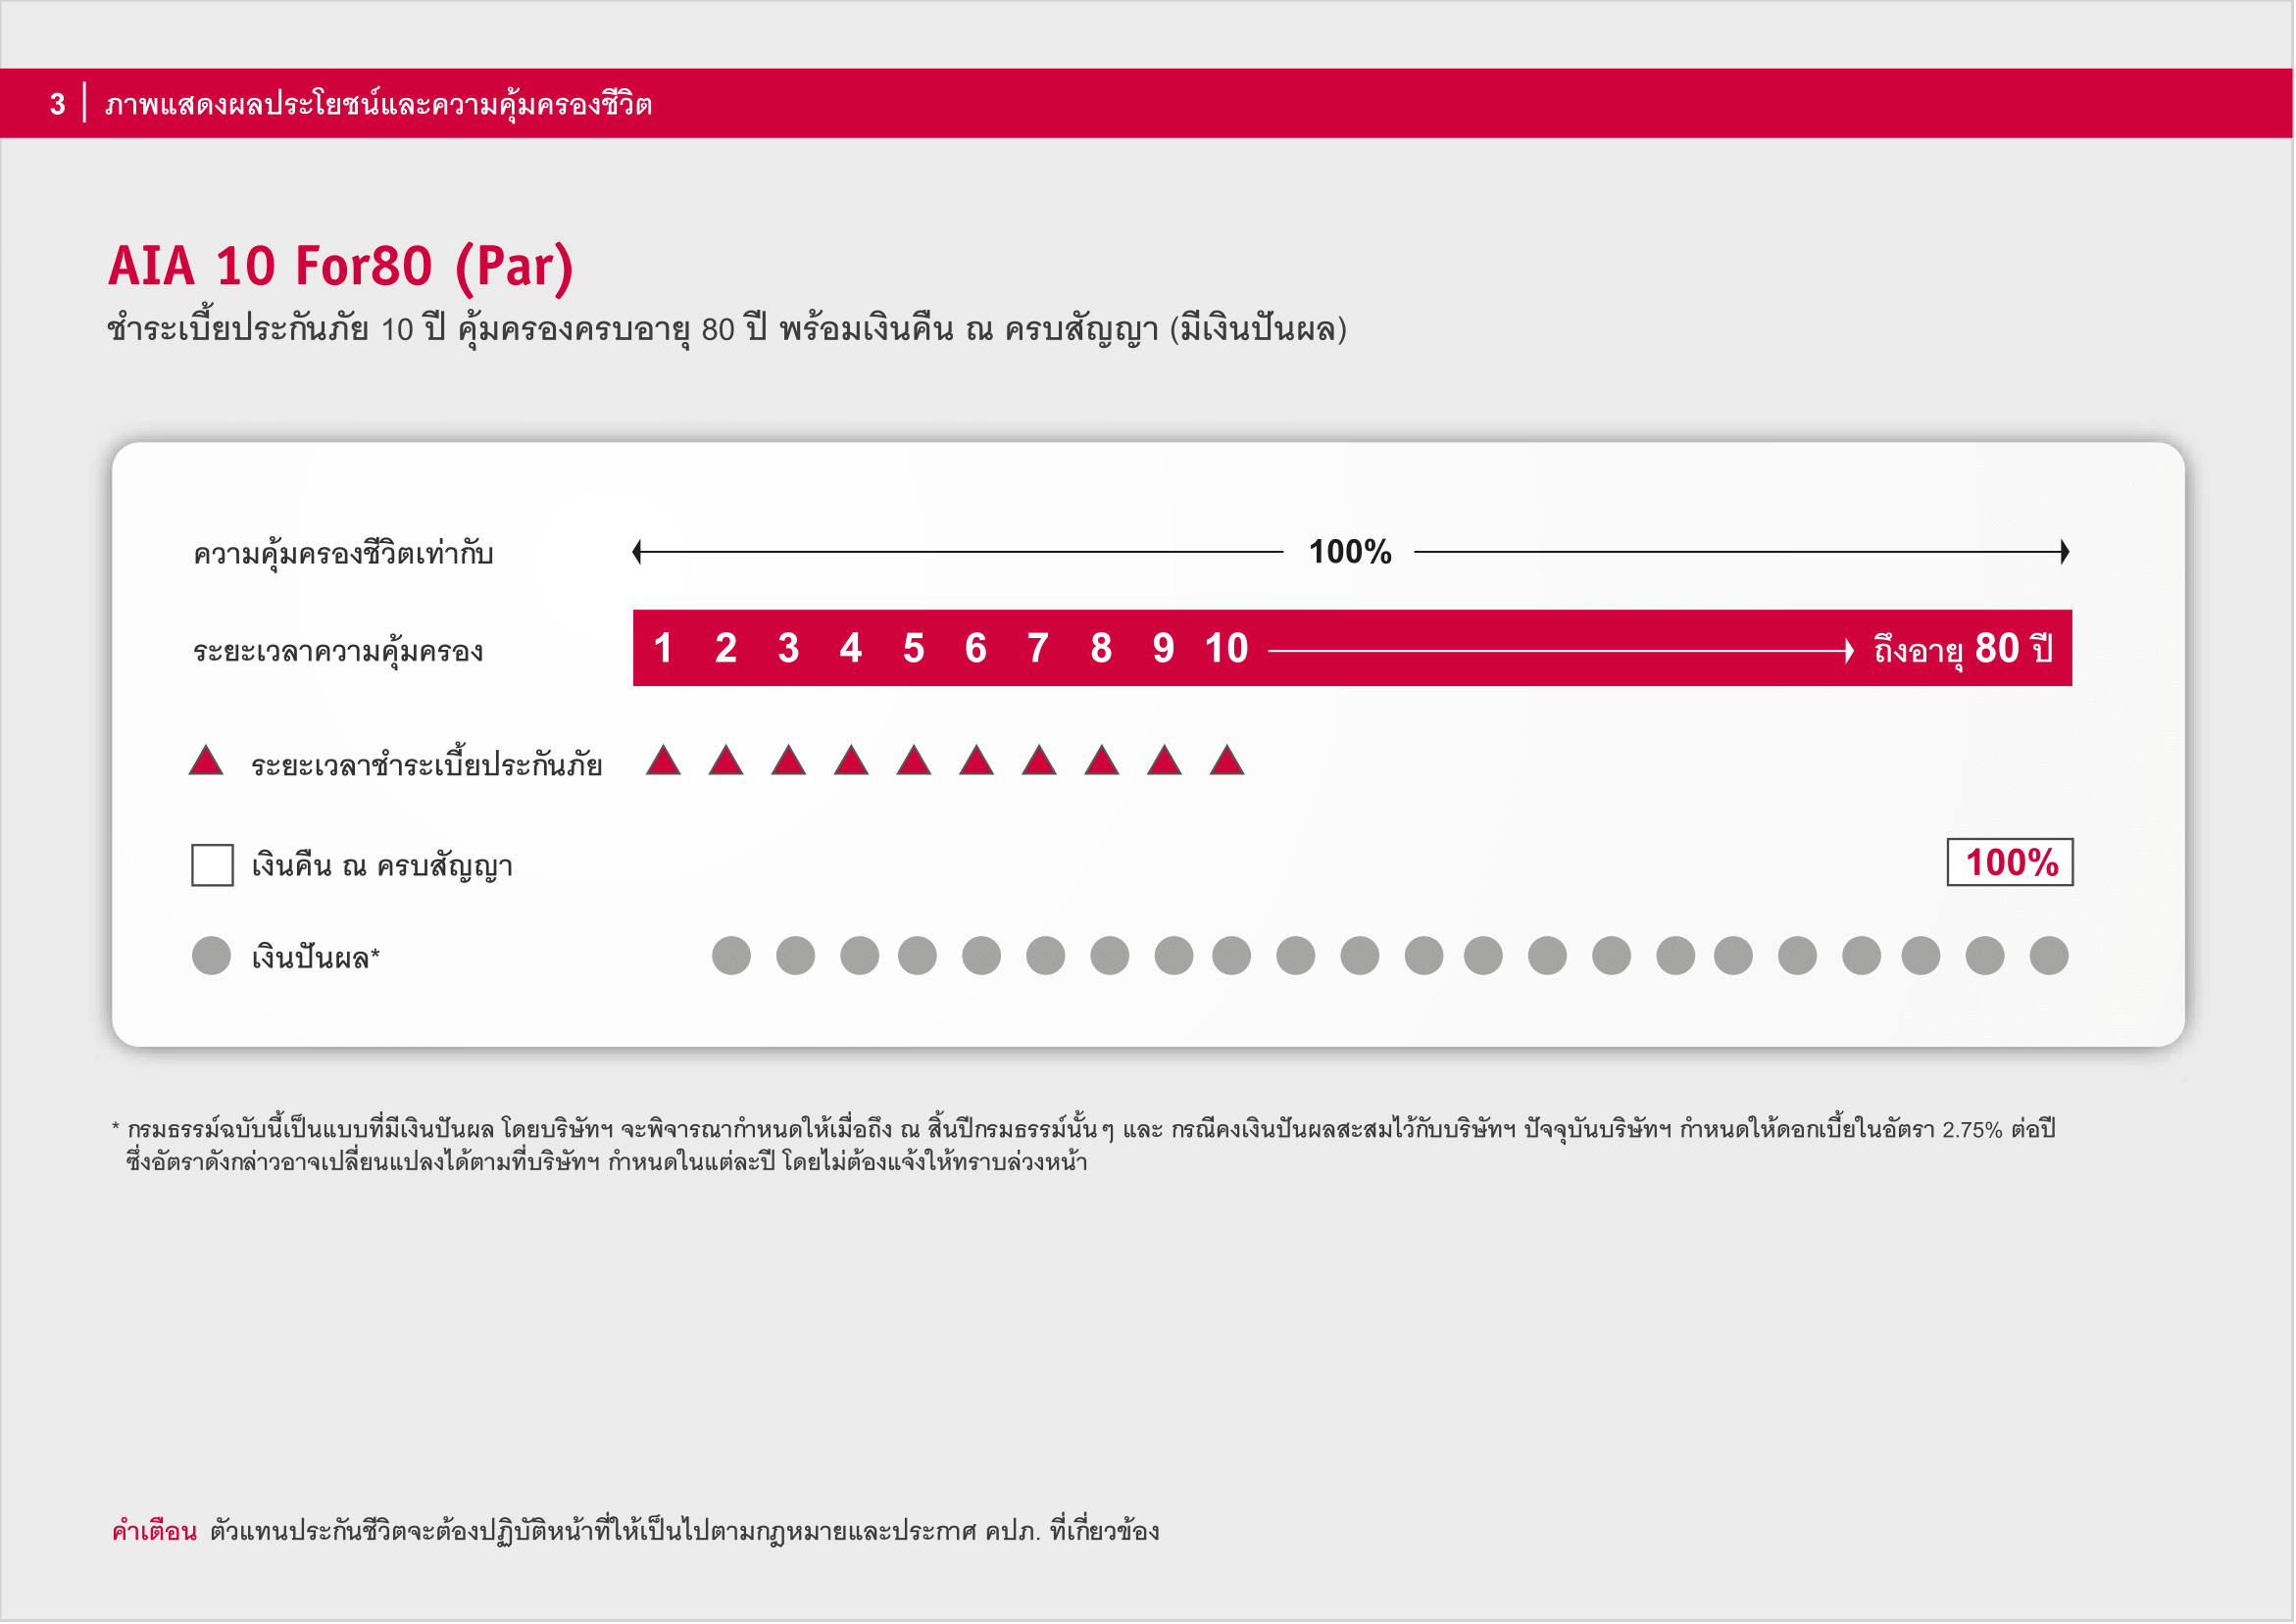 3 ภาพแสดงผลประโยชน์และความคุ้มครองชีวิต
AIA 10 For80 (Par)
ชำระเบี้ยประกันภัย 10 ปี คุ้มครองครบอายุ 80 ปี พร้อมเงินคืน ณ ครบสัญญา (มีเงินปันผล)
ความคุ้มครองชีวิตเท่ากับ 100%
ระยะเวลาความคุ้มครอง 1 2 3 4 5 6 7 8 9 10 ถึงอายุ 80 ปี
ระยะเวลาชำระเบี้ยประกันภัย
เงินคืน ณ ครบสัญญา 100%
เงินปันผล*
* กรมธรรม์ฉบับนี้เป็นแบบที่มีเงินปันผล โดยบริษัทฯ จะพิจารณากำหนดให้เมื่อถึง ณ สิ้นปีกรมธรรม์นั้นๆ และ กรณีคงเงินปันผลสะสมไว้กับบริษัทฯ ปัจจุบันบริษัทฯ กำหนดให้ดอกเบี้ยในอัตรา 2.75% ต่อปี
ซึ่งอัตราดังกล่าวอาจเปลี่ยนแปลงได้ตามที่บริษัทฯ กำหนดในแต่ละปี โดยไม่ต้องแจ้งให้ทราบล่วงหน้า
คำเตือน ตัวแทนประกันชีวิตจะต้องปฏิบัติหน้าที่ให้เป็นไปตามกฎหมายและประกาศ คปภ. ที่เกี่ยวข้อง